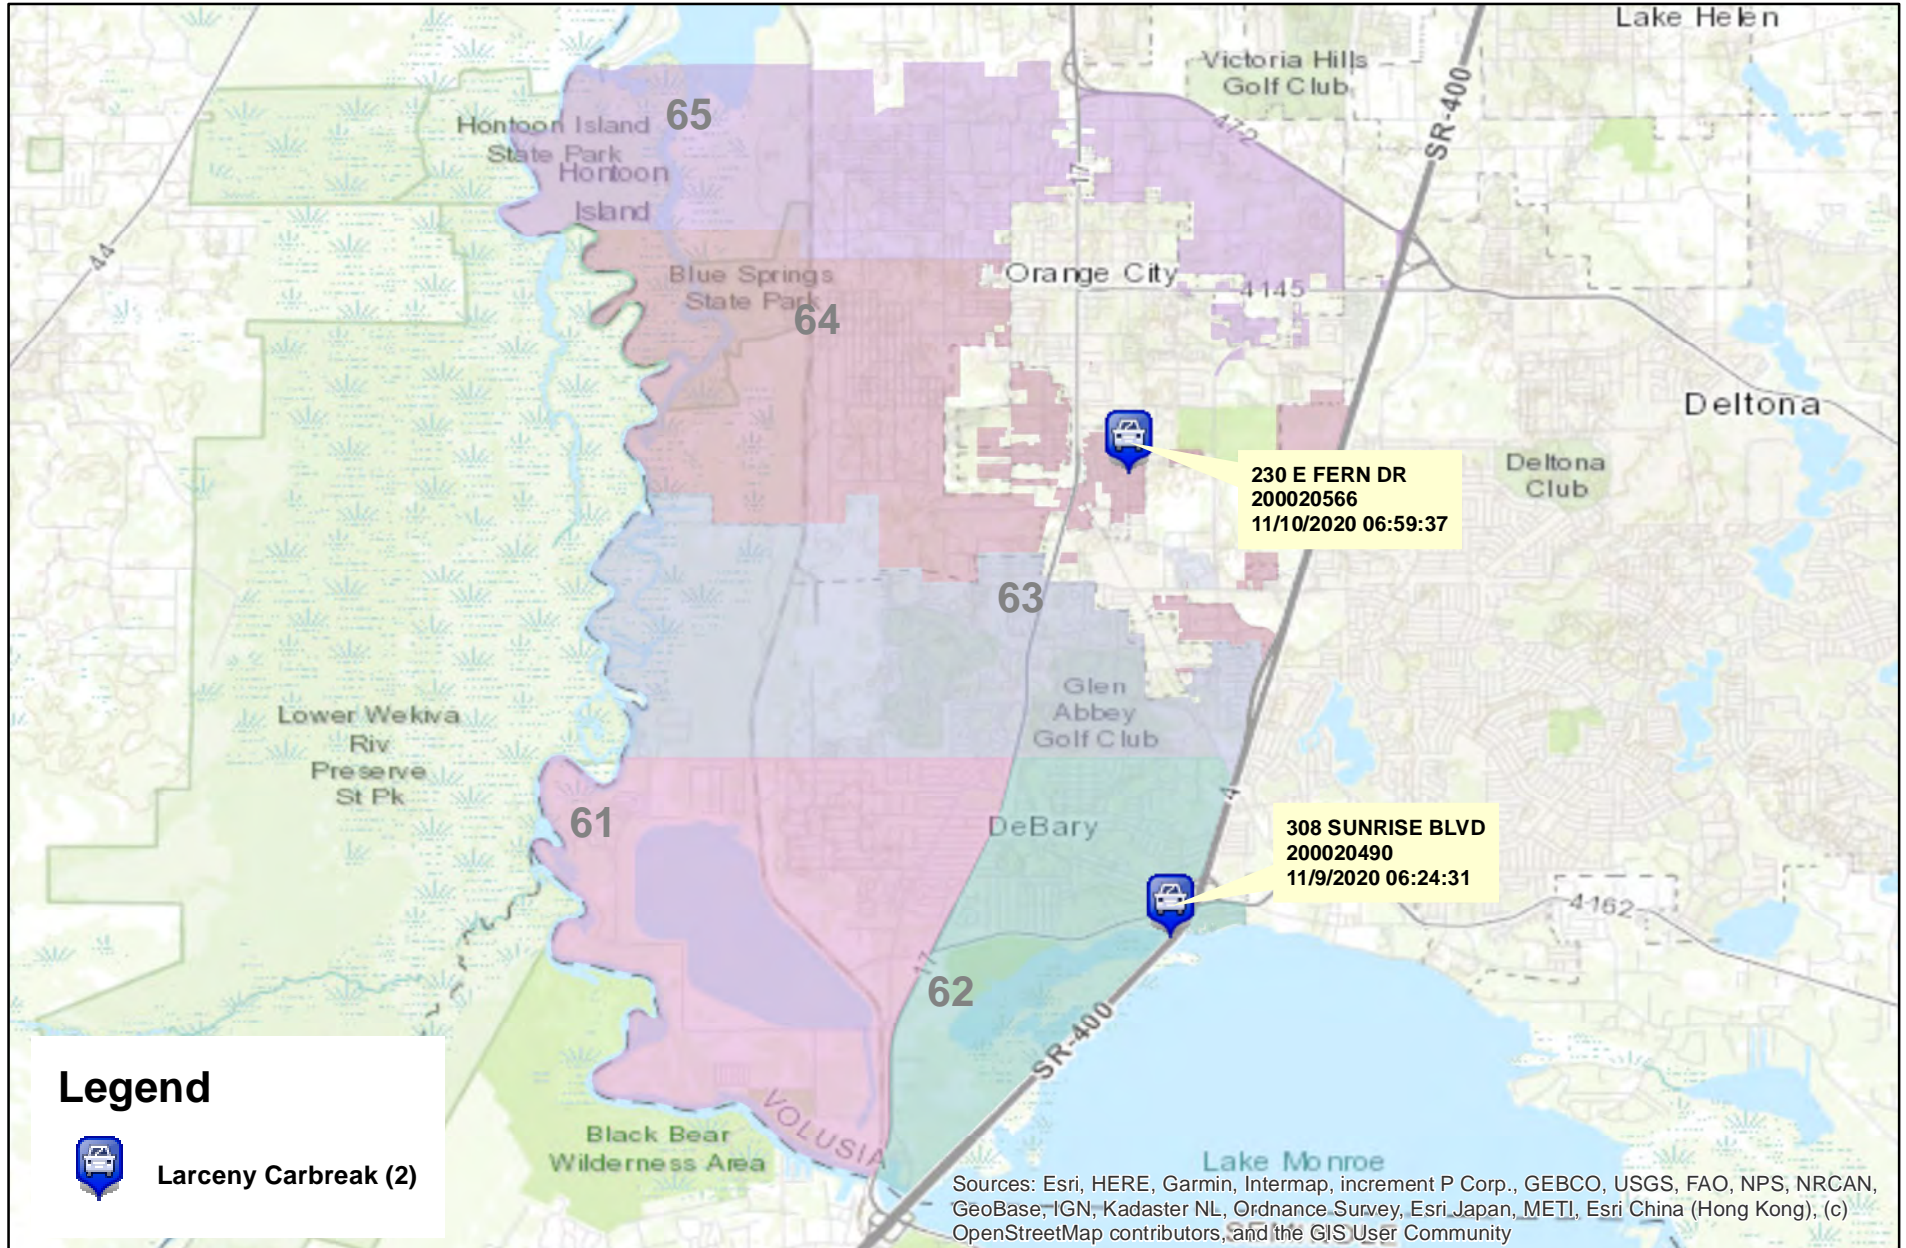 Lake Helen
Victoria Hills
Golf Club
SR-400
472
65
Hontoon Island
State Park
Hontoon
Island
17
44
Blue Springs
State Park
64
Orange City
4145
Deltona
Deltona
Club
230 E FERN DR
200020566
11/10/2020 06:59:37
63
Glen
Abbey
Golf Club
Lower Wekiva
Riv
Preserve
St Pk
61
DeBary
4
308 SUNRISE BLVD
200020490
11/9/2020 06:24:31
4162
17
62
SR-400
VOLUSIA
Black Bear
Wilderness Area
Lake Monroe
SEMINOLE
Legend
Larceny Carbreak (2)
Sources: Esri, HERE, Garmin, Intermap, increment P Corp., GEBCO, USGS, FAO, NPS, NRCAN,
GeoBase, IGN, Kadaster NL, Ordnance Survey, Esri Japan, METI, Esri China (Hong Kong), (c)
OpenStreetMap contributors, and the GIS User Community